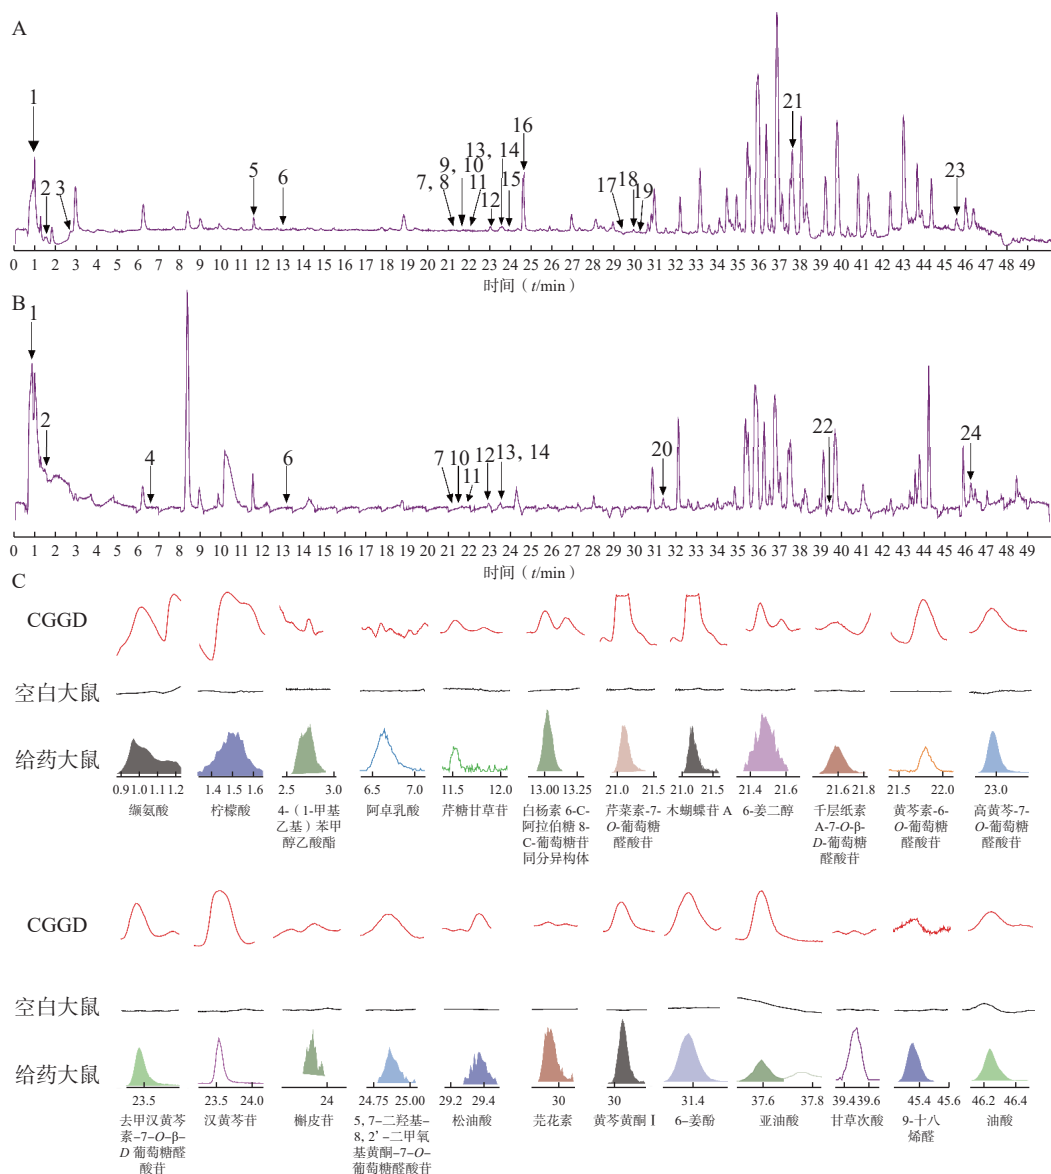 A
1
2
3
5
6
7, 8
9, 10
11
12
13, 14
15
16
17
18
19
21
23
0 1 2 3 4 5 6 7 8 9 10 11 12 13 14 15 16 17 18 19 20 21 22 23 24 25 26 27 28 29 30 31 32 33 34 35 36 37 38 39 40 41 42 43 44 45 46 47 48 49
时间（t/min）
B
1
2
4
6
7
10
11
12
13, 14
20
22
24
0 1 2 3 4 5 6 7 8 9 10 11 12 13 14 15 16 17 18 19 20 21 22 23 24 25 26 27 28 29 30 31 32 33 34 35 36 37 38 39 40 41 42 43 44 45 46 47 48 49
时间（t/min）
C
CGGD
空白大鼠
给药大鼠
0.9 1.0 1.1 1.2
1.4 1.5 1.6
2.5 3.0
6.5 7.0
11.5 12.0
13.00 13.25
21.0 21.5
21.0 21.5
21.4 21.6
21.6 21.8
21.5 22.0
23.0
缬氨酸
柠檬酸
4-（1-甲基
乙基）苯甲
醇乙酸酯
阿卓乳酸
芹糖甘草苷
白杨素 6-C-
阿拉伯糖 8-
C-葡萄糖苷
同分异构体
芹菜素-7-
O-葡萄糖
醛酸苷
木蝴蝶苷 A
6-姜二醇
千层纸素
A-7-O-β-
D-葡萄糖
醛酸苷
黄芩素-6-
O-葡萄糖
醛酸苷
高黄芩-7-
O-葡萄糖
醛酸苷
CGGD
空白大鼠
给药大鼠
23.5
23.5 24.0
24
24.75 25.00
29.2 29.4
30
30
31.4
37.6 37.8
39.4 39.6
45.4 45.6
46.2 46.4
去甲汉黄芩
素-7-O-β-
D 葡萄糖醛
酸苷
汉黄芩苷
槲皮苷
5, 7-二羟基-
8, 2'-二甲氧
基黄酮-7-O-
葡萄糖醛酸苷
松油酸
芫花素
黄芩黄酮 I
6-姜酚
亚油酸
甘草次酸
9-十八
烯醛
油酸